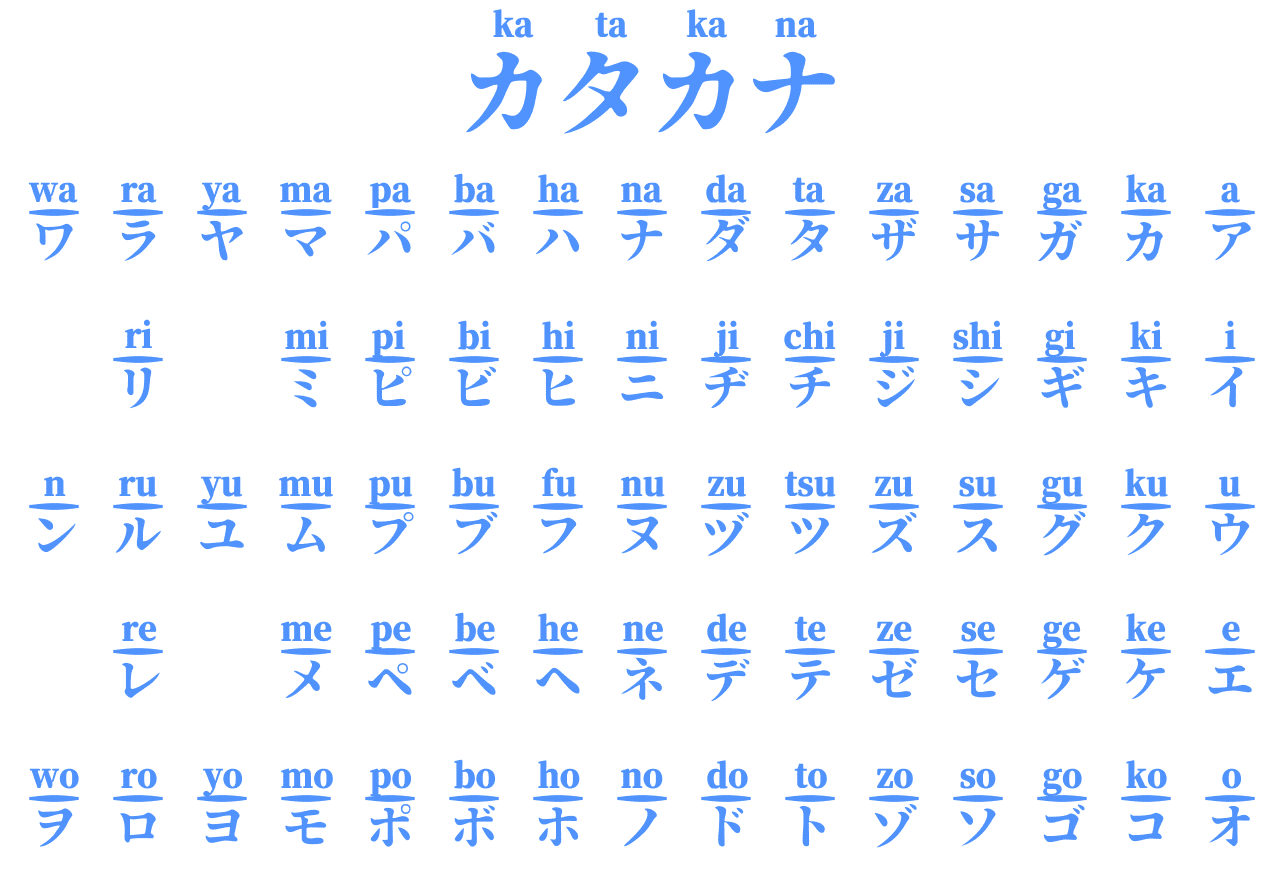 ka ta ka na
カタカナ
wa ra ya ma pa ba ha na da ta za sa ga ka a
ワ ラ ヤ マ パ バ ハ ナ ダ タ ザ サ ガ カ ア
ri mi pi bi hi ni ji chi ji shi gi ki i
リ ミ ピ ビ ヒ ニ ヂ チ ジ シ ギ キ イ
n ru yu mu pu bu fu nu zu tsu zu su gu ku u
ン ル ユ ム プ ブ フ ヌ ヅ ツ ズ ス グ ク ウ
re me pe be he ne de te ze se ge ke e
レ メ ペ ベ ヘ ネ デ テ ゼ セ ゲ ケ エ
wo ro yo mo po bo ho no do to zo so go ko o
ヲ ロ ヨ モ ポ ボ ホ ノ ド ト ゾ ソ ゴ コ オ